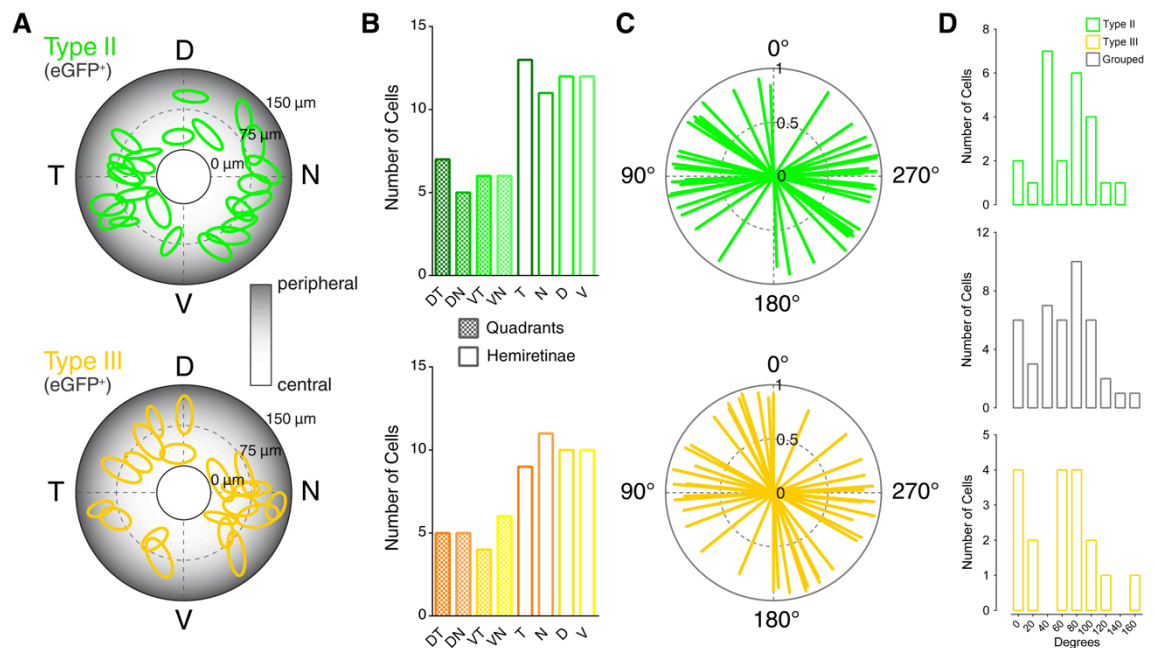 A
Type II
(eGFP+)
D
150 µm
75 µm
0 µm
T
N
V
peripheral
central
Type III
(eGFP+)
D
150 µm
75 µm
0 µm
T
N
V
B
15
10
5
0
Number of Cells
DT
DN
VT
VN
T
N
D
V
Quadrants
Hemiretinae
15
10
5
0
Number of Cells
DT
DN
VT
VN
T
N
D
V
C
0°
1
0.5
0
90°
270°
180°
0°
1
0.5
0
90°
270°
180°
D
Type II
Type III
Grouped
8
6
4
2
0
Number of Cells
12
8
4
0
Number of Cells
5
4
3
2
1
0
Number of Cells
0
20
40
60
80
100
120
140
160
Degrees